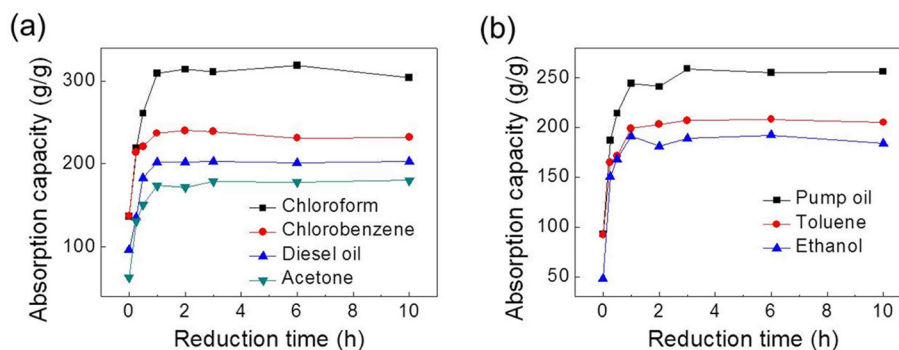 (a)
Absorption capacity (g/g)
300
200
100
Chloroform
Chlorobenzene
Diesel oil
Acetone
0 2 4 6 8 10
Reduction time (h)
(b)
Absorption capacity (g/g)
250
200
150
100
50
Pump oil
Toluene
Ethanol
0 2 4 6 8 10
Reduction time (h)